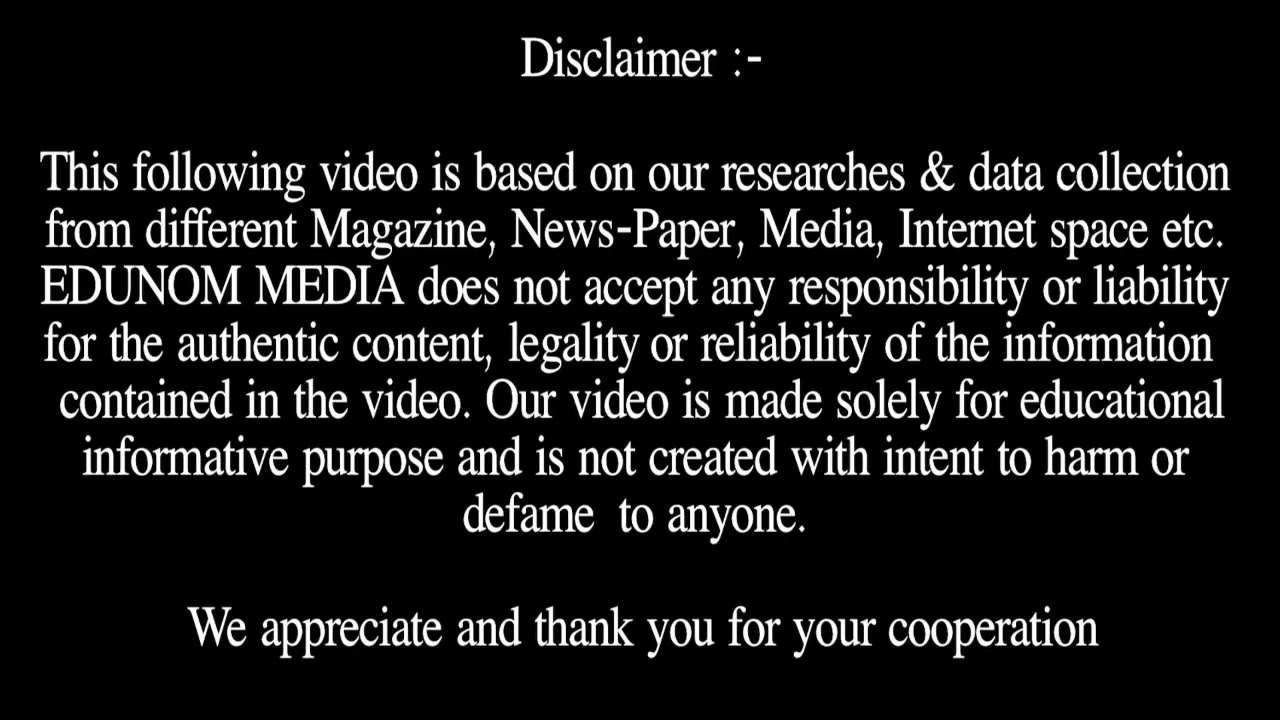 Disclaimer :-
This following video is based on our researches & data collection
from different Magazine, News-Paper, Media, Internet space etc.
EDUNOM MEDIA does not accept any responsibility or liability
for the authentic content, legality or reliability of the information
contained in the video. Our video is made solely for educational
informative purpose and is not created with intent to harm or
defame to anyone.
We appreciate and thank you for your cooperation